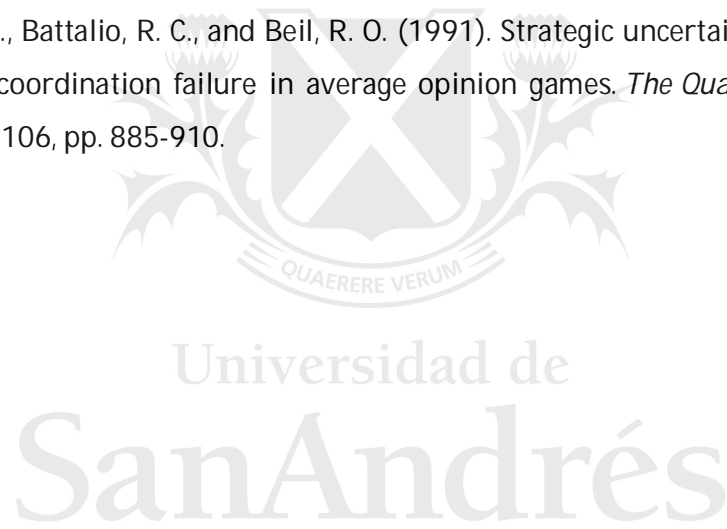 ., Battalio, R. C., and Beil, R. O. (1991). Strategic uncertai
coordination failure in average opinion games. The Qua
106, pp. 885-910.
QUAERERE VERUM
Universidad de
SanAndrés